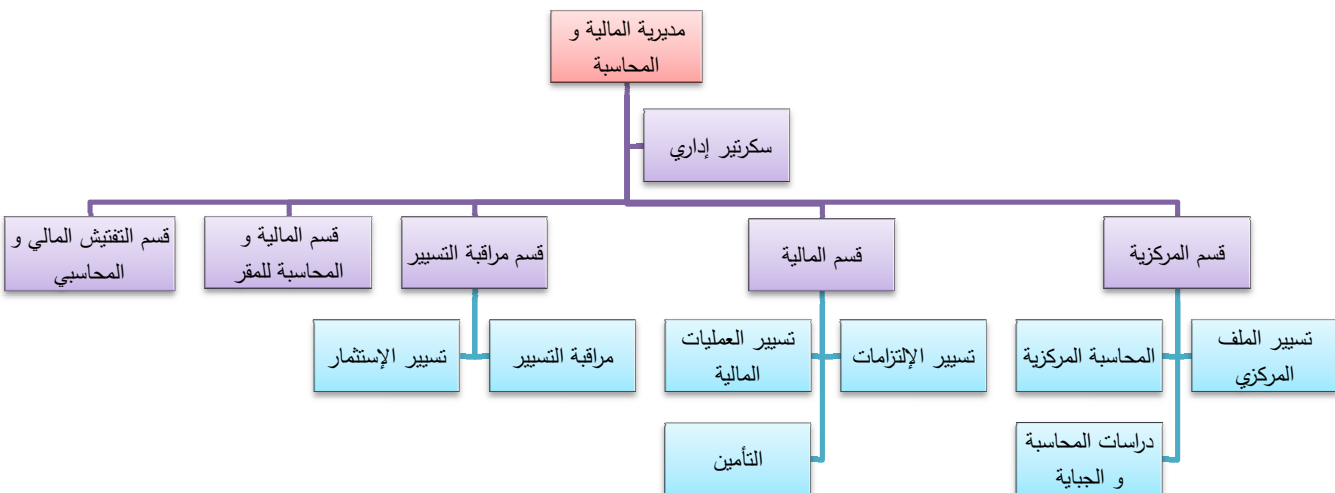 مديرية المالية و
المحاسبة
سكرتير إداري
قسم المركزية
قسم المالية
قسم مراقبة التسيير
قسم المالية و
المحاسبة للمقر
قسم التفتيش المالي و
المحاسبي
تسيير الملف
المركزي
المحاسبة المركزية
تسيير الإلتزامات
تسيير العمليات
المالية
مراقبة التسيير
تسيير الإستثمار
دراسات المحاسبة
و الجباية
التأمين